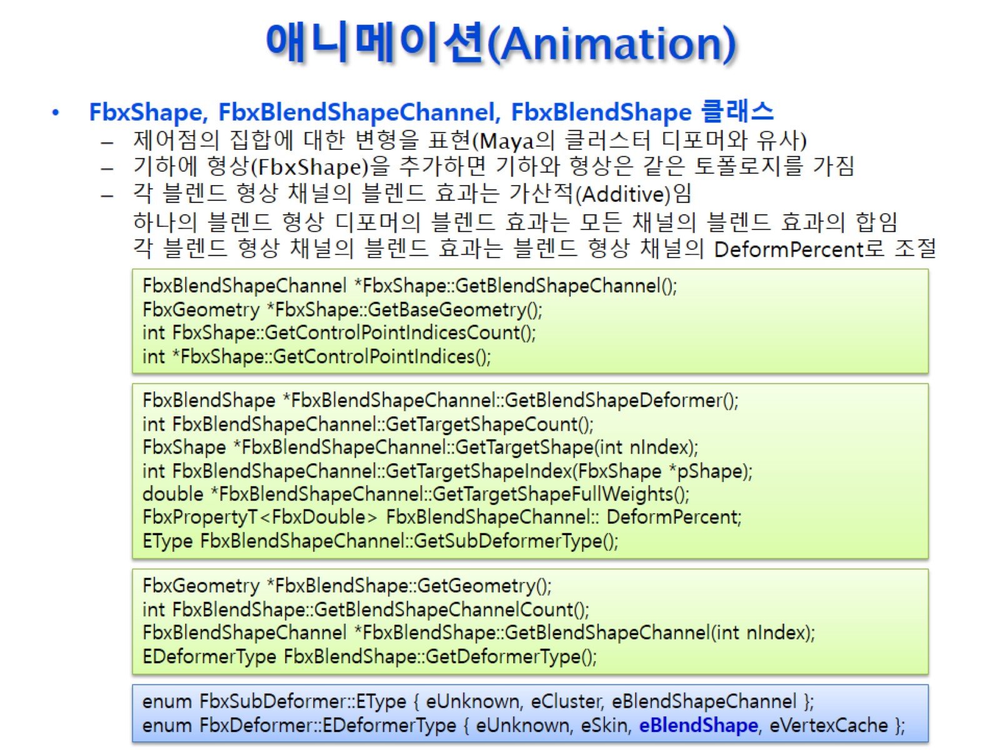 애니메이션(Animation)
• FbxShape, FbxBlendShapeChannel, FbxBlendShape 클래스
– 제어점의 집합에 대한 변형을 표현(Maya의 클러스터 디포머와 유사)
– 기하에 형상(FbxShape)을 추가하면 기하와 형상은 같은 토폴로지를 가짐
– 각 블렌드 형상 채널의 블렌드 효과는 가산적(Additive)임
하나의 블렌드 형상 디포머의 블렌드 효과는 모든 채널의 블렌드 효과의 합임
각 블렌드 형상 채널의 블렌드 효과는 블렌드 형상 채널의 DeformPercent로 조절
FbxBlendShapeChannel *FbxShape::GetBlendShapeChannel();
FbxGeometry *FbxShape::GetBaseGeometry();
int FbxShape::GetControlPointIndicesCount();
int *FbxShape::GetControlPointIndices();
FbxBlendShape *FbxBlendShapeChannel::GetBlendShapeDeformer();
int FbxBlendShapeChannel::GetTargetShapeCount();
FbxShape *FbxBlendShapeChannel::GetTargetShape(int nIndex);
int FbxBlendShapeChannel::GetTargetShapeIndex(FbxShape *pShape);
double *FbxBlendShapeChannel::GetTargetShapeFullWeights();
FbxPropertyT<FbxDouble> FbxBlendShapeChannel:: DeformPercent;
EType FbxBlendShapeChannel::GetSubDeformerType();
FbxGeometry *FbxBlendShape::GetGeometry();
int FbxBlendShape::GetBlendShapeChannelCount();
FbxBlendShapeChannel *FbxBlendShape::GetBlendShapeChannel(int nIndex);
EDeformerType FbxBlendShape::GetDeformerType();
enum FbxSubDeformer::EType { eUnknown, eCluster, eBlendShapeChannel };
enum FbxDeformer::EDeformerType { eUnknown, eSkin, eBlendShape, eVertexCache };